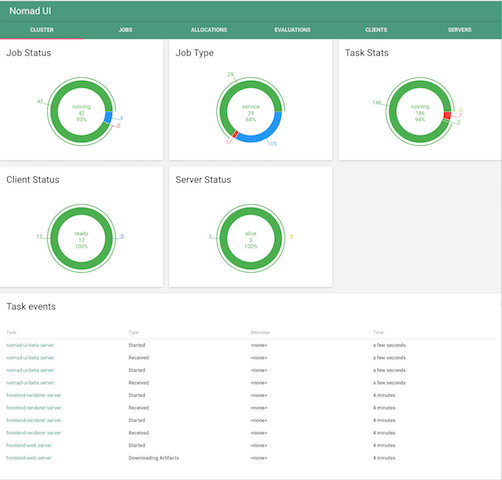 Nomad UI
CLUSTER JOBS ALLOCATIONS EVALUATIONS CLIENTS SERVERS
Job Status Job Type Task Stats
29
42 146
running service running
42 29 146
93% 64% 94%
3
0 15 2
Client Status Server Status
12 ready 0 3 alive 0
12 3
100% 100%
Task events
Task Type Message Time
nomad-ui-beta.server Started <none> a few seconds
nomad-ui-beta.server Received <none> a few seconds
nomad-ui-beta.server Started <none> a few seconds
nomad-ui-beta.server Received <none> a few seconds
frontend-renderer.server Started <none> 4 minutes
frontend-renderer.server Received <none> 4 minutes
frontend-renderer.server Started <none> 4 minutes
frontend-renderer.server Received <none> 4 minutes
frontend-web.server Started <none> 4 minutes
frontend-web.server Downloading Artifacts <none> 4 minutes